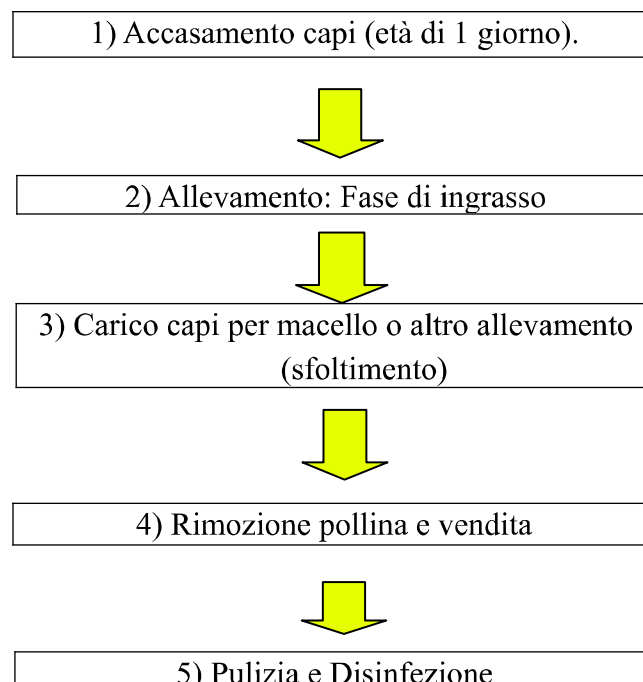 1) Accasamento capi (età di 1 giorno).
2) Allevamento: Fase di ingrasso
3) Carico capi per macello o altro allevamento
(sfoltimento)
4) Rimozione pollina e vendita
5) Pulizia e Disinfezione